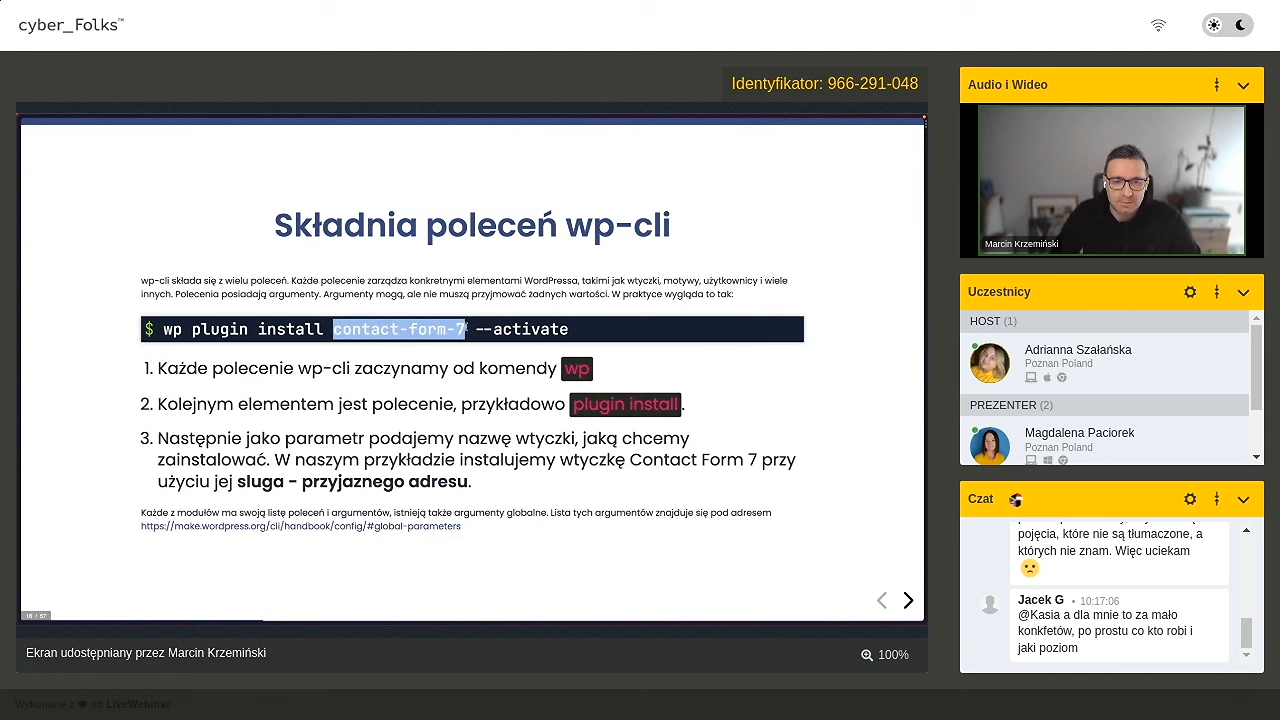 cyber_Folks™
Identyfikator: 966-291-048
Składnia poleceń wp-cli
wp-cli składa się z wielu poleceń. Każde polecenie zarządza konkretnymi elementami WordPressa, takimi jak wtyczki, motywy, użytkownicy i wiele
innych. Polecenia posiadają argumenty. Argumenty mogą, ale nie muszą przyjmować żadnych wartości. W praktyce wygląda to tak:
$ wp plugin install contact-form-7 --activate
1. Każde polecenie wp-cli zaczynamy od komendy wp
2. Kolejnym elementem jest polecenie, przykładowo plugin install.
3. Następnie jako parametr podajemy nazwę wtyczki, jaką chcemy
zainstalować. W naszym przykładzie instalujemy wtyczkę Contact Form 7 przy
użyciu jej sluga - przyjaznego adresu.
Każde z modułów ma swoją listę poleceń i argumentów, istnieją także argumenty globalne. Lista tych argumentów znajduje się pod adresem
https://make.wordpress.org/cli/handbook/config/#global-parameters
16 / 57
Ekran udostępniany przez Marcin Krzemiński
100%
Audio i Wideo
Marcin Krzemiński
Uczestnicy
HOST (1)
Adrianna Szałańska
Poznan Poland
PREZENTER (2)
Magdalena Paciorek
Poznan Poland
Czat
pojęcia, które nie są tłumaczone, a
których nie znam. Więc uciekam
Jacek G • 10:17:06
@Kasia a dla mnie to za mało
konkfetów, po prostu co kto robi i
jaki poziom
Wykonane z ❤ od LiveWebinar